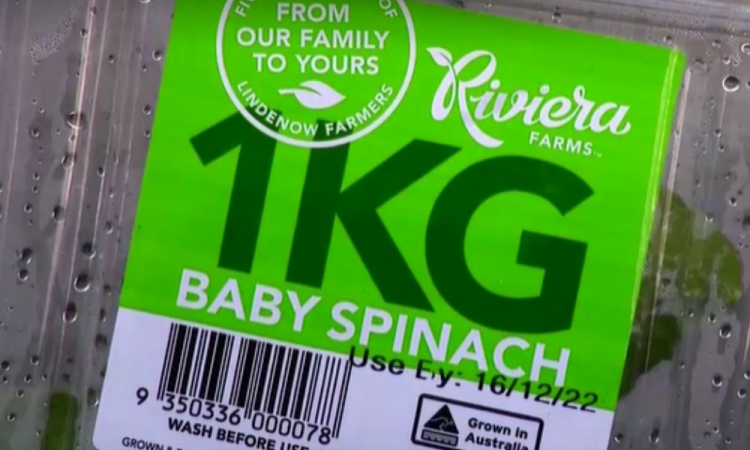 FROM
OUR FAMILY
TO YOURS
LINDENOW FARMERS
Riviera
FARMS™
1KG
BABY SPINACH
Use By: 16/12/22
9 350336 000078
WASH BEFORE USE
Grown in
Australia